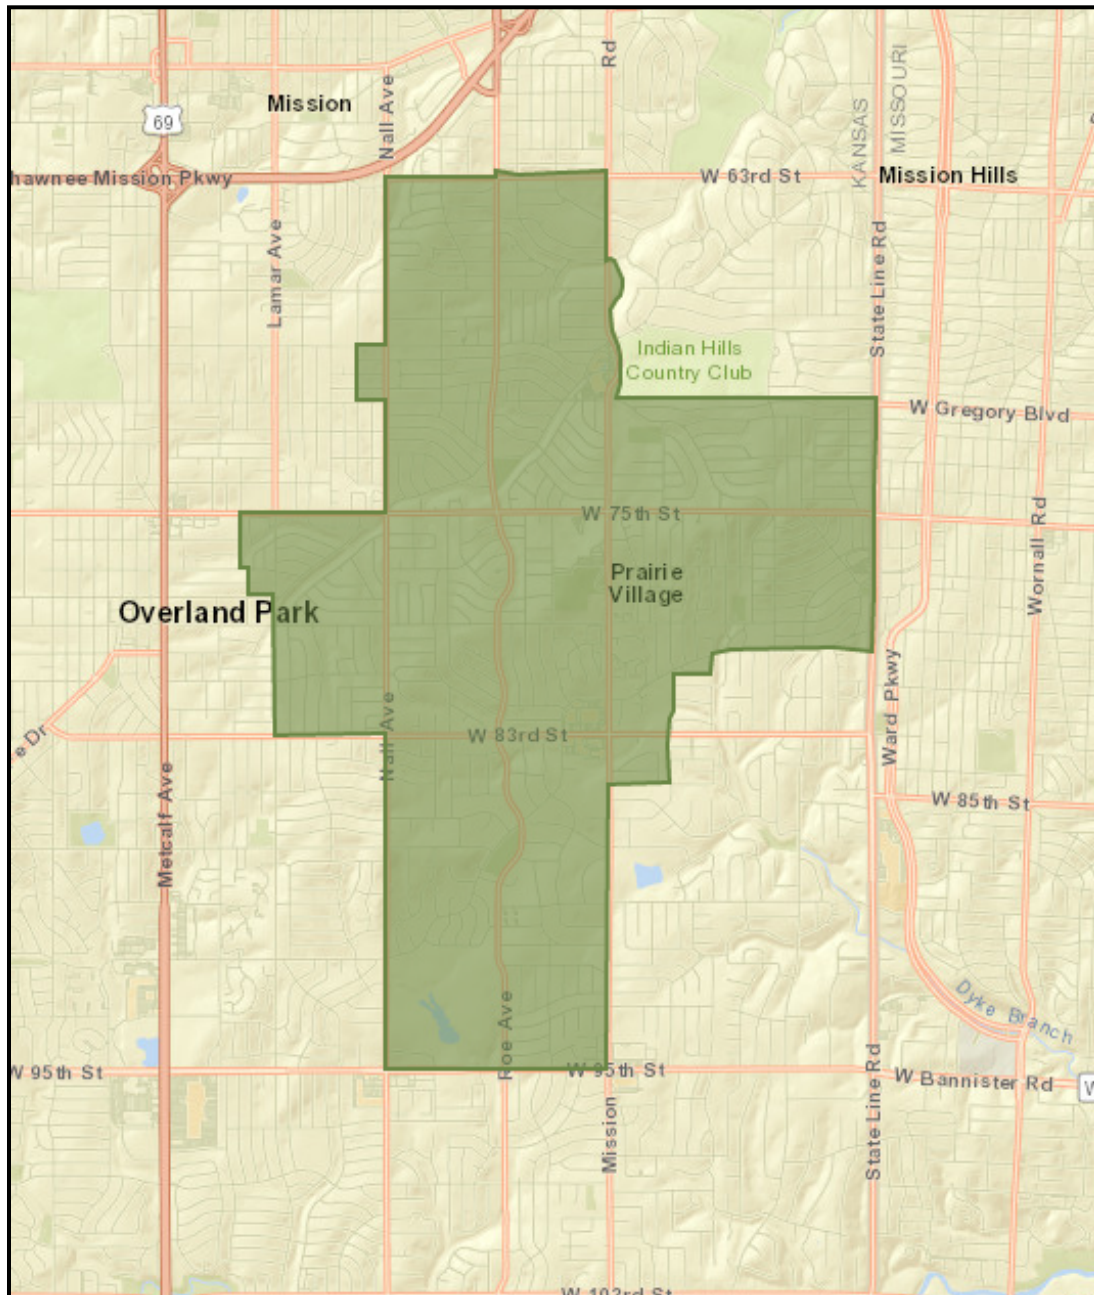 Rd
Mission
Nall Ave
69
KANSAS
MISSOURI
hawnee Mission Pkwy
W 63rd St
Mission Hills
Lamar Ave
State Line Rd
Indian Hills
Country Club
W Gregory Blvd
W 75th St
Wornall Rd
Prairie
Village
Overland Park
Ward Pkwy
e Dr
Nall Ave
W 83rd St
Metcalf Ave
W 85th St
Dyke Branch
Roe Ave
W 95th St
W 95th St
W Bannister Rd
W
Mission
State Line Rd
W 103rd St